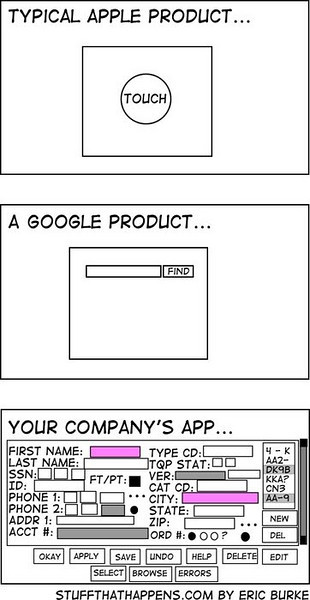 TYPICAL APPLE PRODUCT...
TOUCH
A GOOGLE PRODUCT...
FIND
YOUR COMPANY'S APP...
FIRST NAME: TYPE CD:
LAST NAME: TQP STAT:
SSN: FT/PT: VER:
ID: CAT CD:
PHONE 1: ... CITY:
PHONE 2: STATE:
ADDR 1: ZIP: ...
ACCT #: ORD #: ?
4 - K
AA2-
DK9B
KKA?
CN3
AA-9
NEW
DEL
OKAY APPLY SAVE UNDO HELP DELETE EDIT
SELECT BROWSE ERRORS
STUFFTHATHAPPENS.COM BY ERIC BURKE